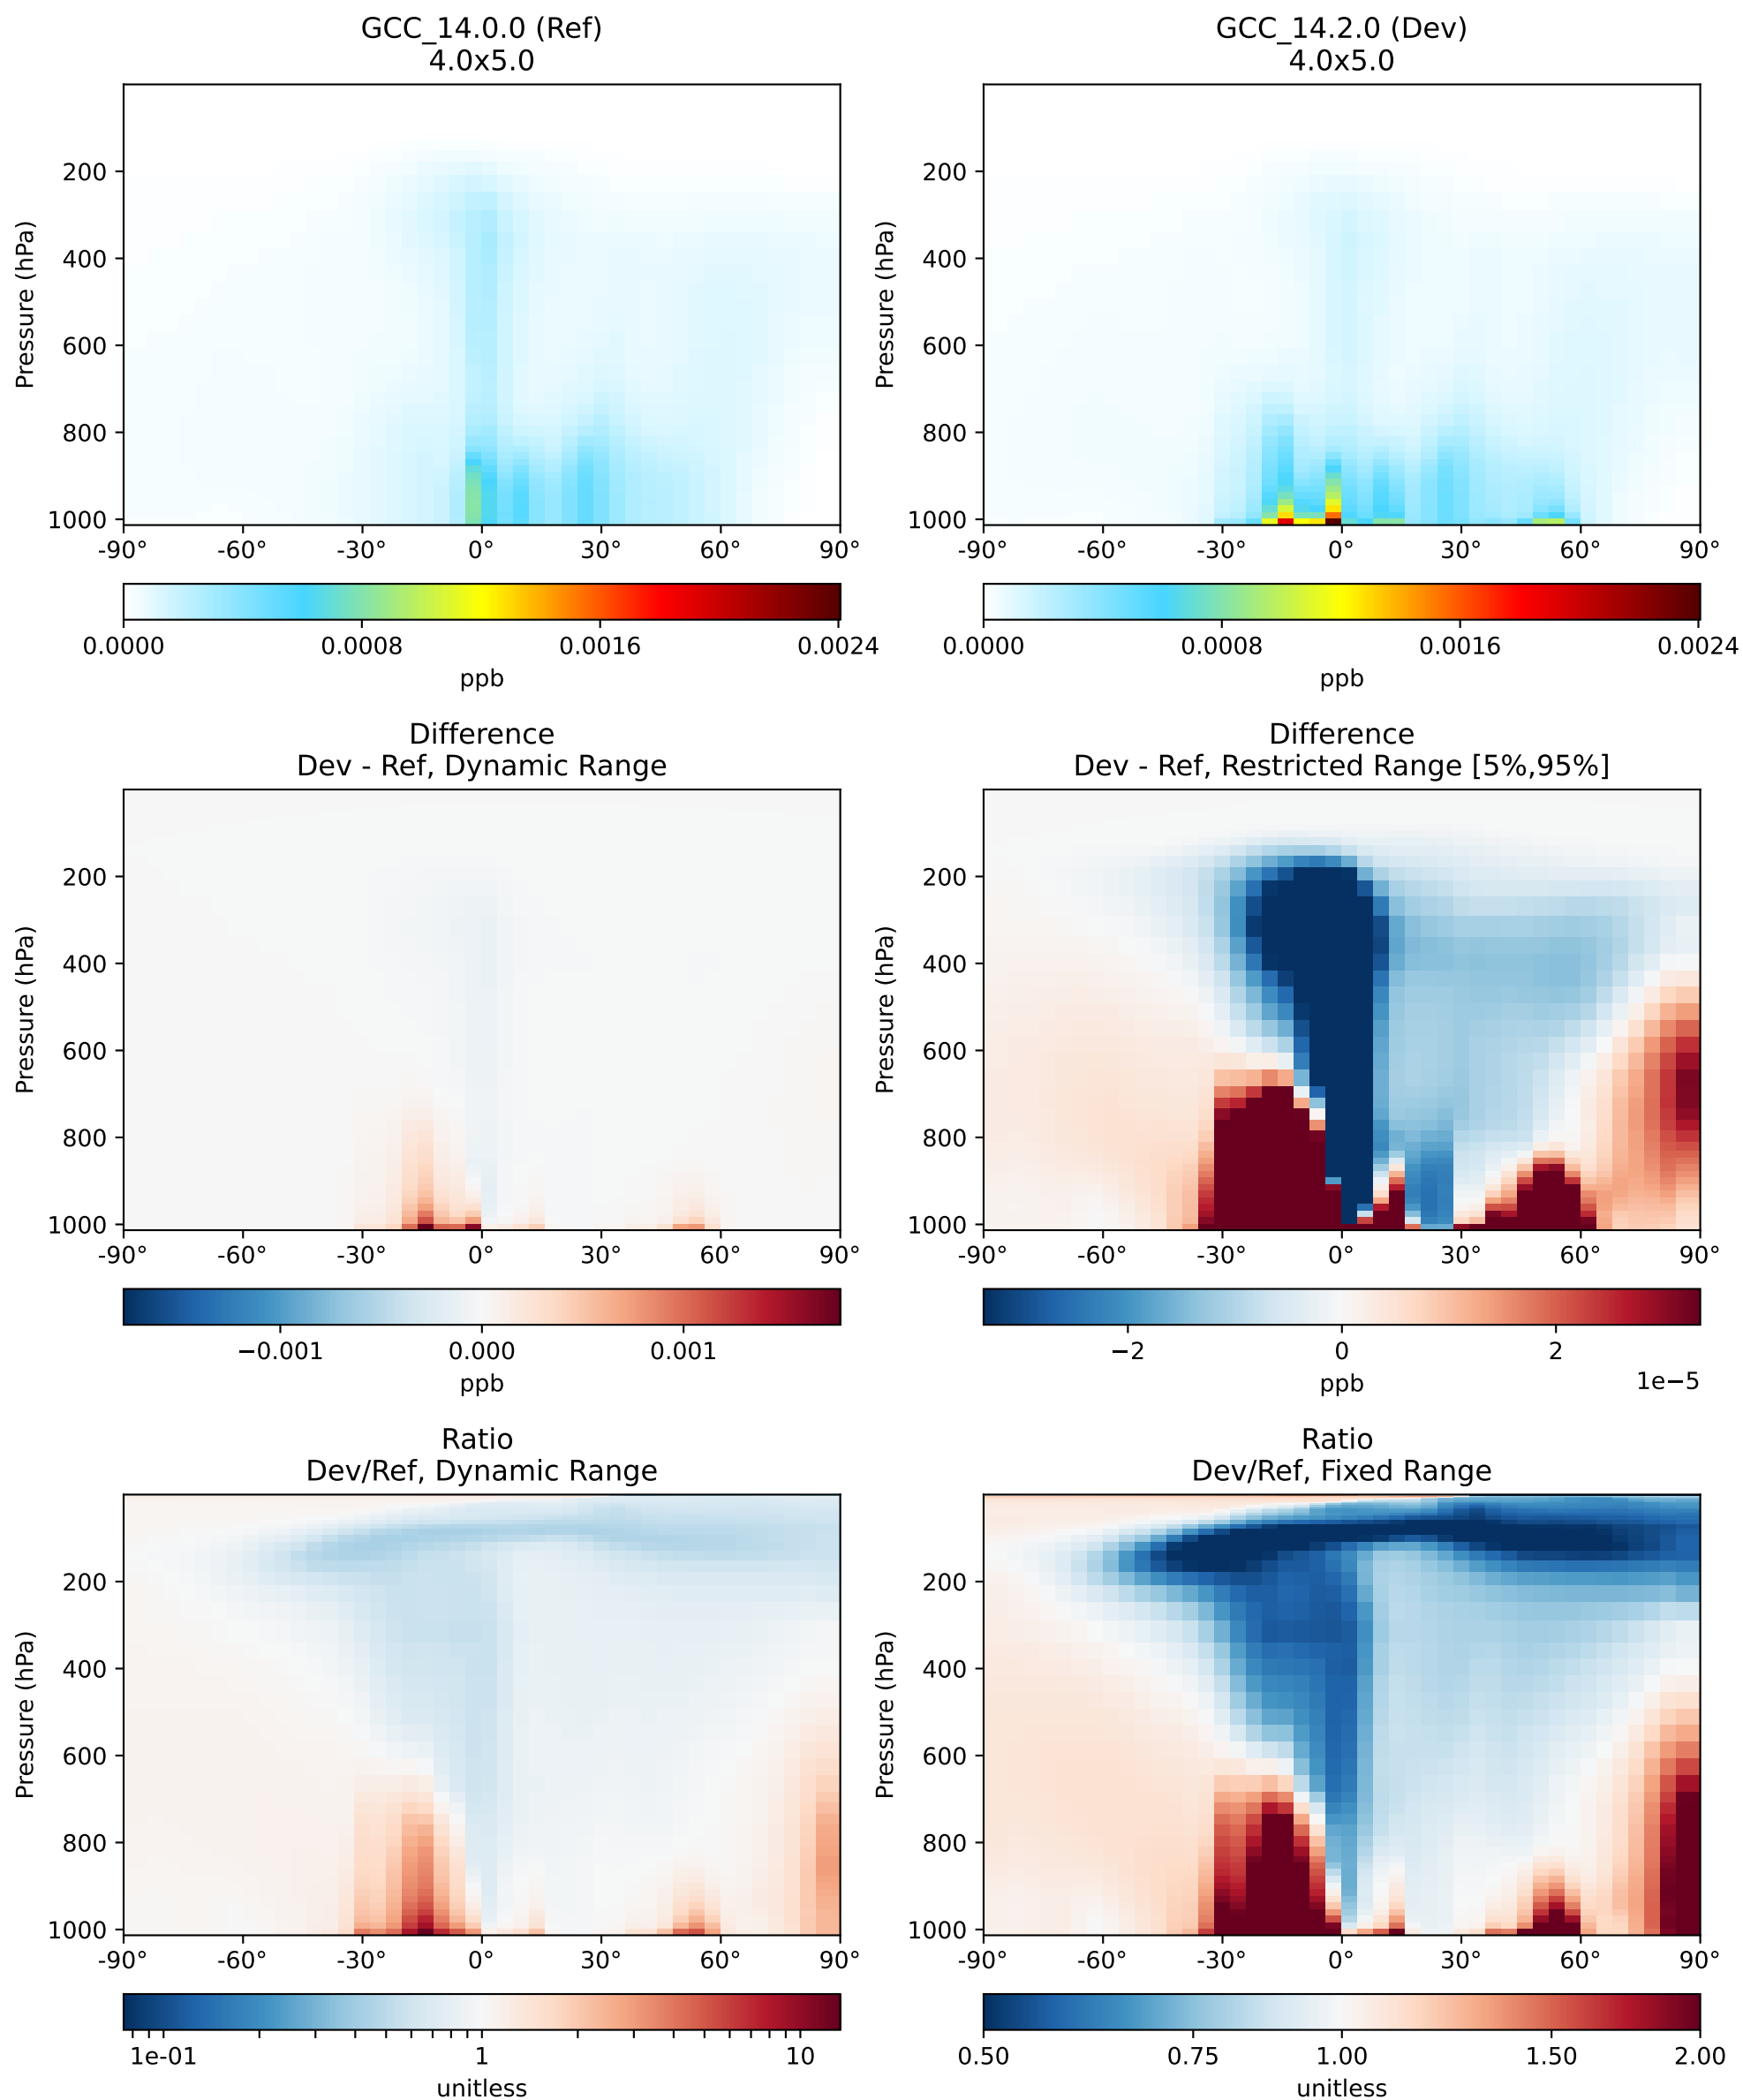 GCC_14.0.0 (Ref)
4.0x5.0
GCC_14.2.0 (Dev)
4.0x5.0
Pressure (hPa)
200
400
600
800
1000
-90° -60° -30° 0° 30° 60° 90°
0.0000 0.0008 0.0016 0.0024
ppb
Pressure (hPa)
200
400
600
800
1000
-90° -60° -30° 0° 30° 60° 90°
0.0000 0.0008 0.0016 0.0024
ppb
Difference
Dev - Ref, Dynamic Range
Pressure (hPa)
200
400
600
800
1000
-90° -60° -30° 0° 30° 60° 90°
−0.001 0.000 0.001
ppb
Difference
Dev - Ref, Restricted Range [5%,95%]
Pressure (hPa)
200
400
600
800
1000
-90° -60° -30° 0° 30° 60° 90°
−2 0 2
ppb
1e−5
Ratio
Dev/Ref, Dynamic Range
Pressure (hPa)
200
400
600
800
1000
-90° -60° -30° 0° 30° 60° 90°
1e-01 1 10
unitless
Ratio
Dev/Ref, Fixed Range
Pressure (hPa)
200
400
600
800
1000
-90° -60° -30° 0° 30° 60° 90°
0.50 0.75 1.00 1.50 2.00
unitless